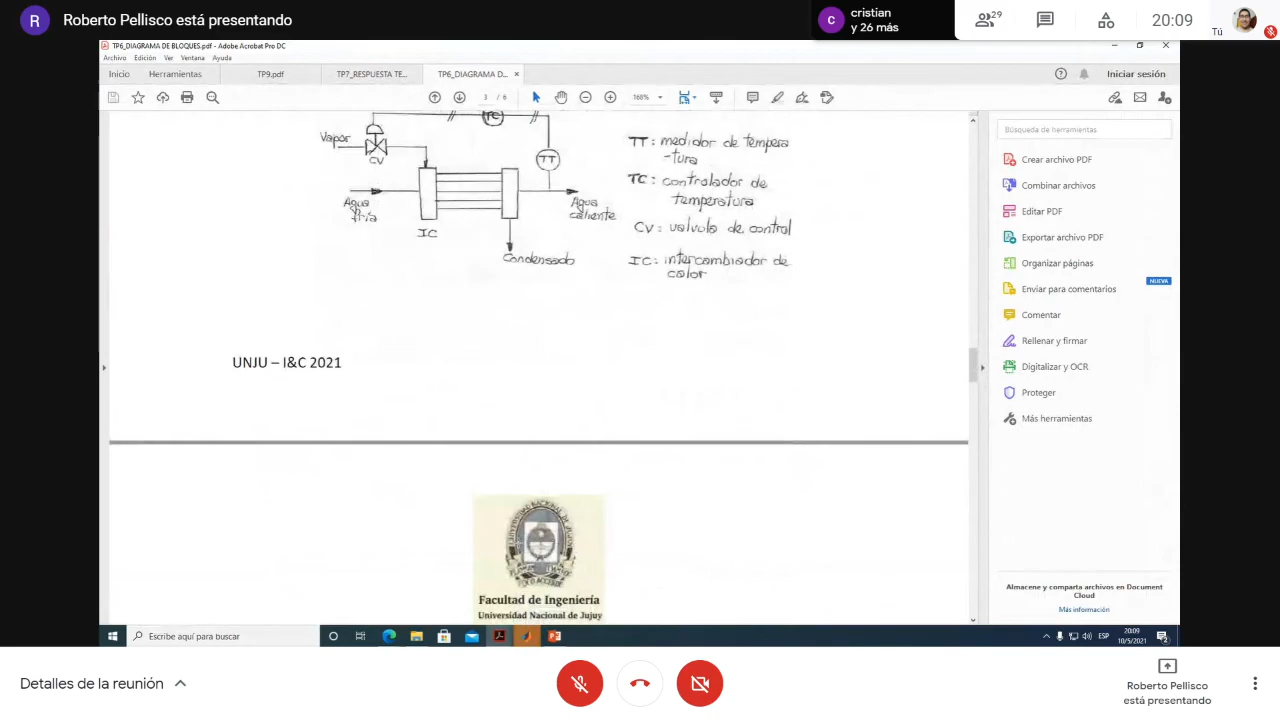 R
Roberto Pellisco está presentando
c
cristian
y 26 más
29
20:09
Tú
TP6_DIAGRAMA DE BLOQUES.pdf - Adobe Acrobat Pro DC
Archivo Edición Ver Ventana Ayuda
Inicio Herramientas TP9.pdf TP7_RESPUESTA TE... TP6_DIAGRAMA D... × Iniciar sesión
3 / 6 168%
TC
Vapor
CV
TT
Agua
fría
Agua
caliente
IC
Condensado
TT: medidor de tempera
-tura
TC: controlador de
temperatura
CV: valvula de control
IC: intercambiador de
calor
UNJU – I&C 2021
Facultad de Ingeniería
Universidad Nacional de Jujuy
Búsqueda de herramientas
Crear archivo PDF
Combinar archivos
Editar PDF
Exportar archivo PDF
Organizar páginas
NUEVA
Enviar para comentarios
Comentar
Rellenar y firmar
Digitalizar y OCR
Proteger
Más herramientas
Almacene y comparta archivos en Document
Cloud
Más información
Escribe aquí para buscar
ESP
20:09
10/5/2021
2
Detalles de la reunión
Roberto Pellisco
está presentando